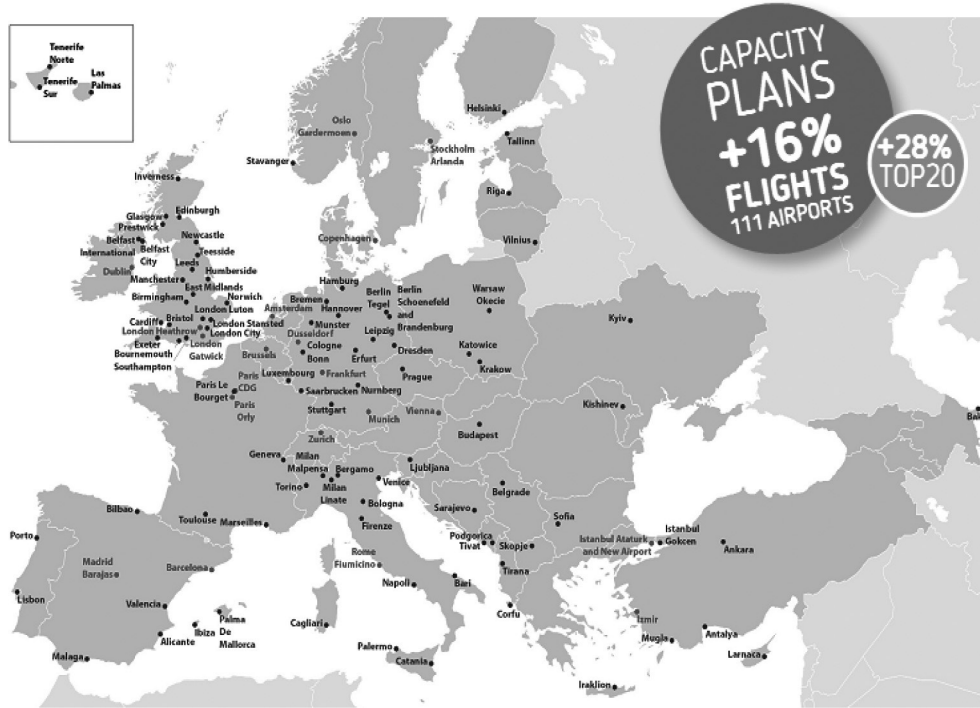 Tenerife
Norte
Tenerife
Sur
Las
Palmas
CAPACITY
PLANS
+16%
FLIGHTS
111 AIRPORTS
+28%
TOP20
Helsinki
Tallinn
Oslo
Gardermoen
Stockholm
Arlanda
Stavanger
Riga
Vilnius
Inverness
Glasgow
Edinburgh
Prestwick
Belfast
International
Belfast
City
Newcastle
Teesside
Leeds
Humberside
Dublin
Manchester
East Midlands
Birmingham
Norwich
London Luton
Cardiff
Bristol
London Stansted
London Heathrow
London City
Exeter
London
Gatwick
Bournemouth
Southampton
Copenhagen
Hamburg
Bremen
Amsterdam
Hannover
Berlin
Tegel
Berlin
Schoenefeld
and
Brandenburg
Warsaw
Okecie
Munster
Dusseldorf
Cologne
Bonn
Leipzig
Erfurt
Dresden
Katowice
Krakow
Kyiv
Brussels
Luxembourg
Frankfurt
Prague
Paris
CDG
Paris Le
Bourget
Paris
Orly
Saarbrucken
Nurnberg
Stuttgart
Munich
Vienna
Kishinev
Budapest
Zurich
Geneva
Milan
Malpensa
Bergamo
Torino
Milan
Linate
Venice
Ljubljana
Bologna
Firenze
Belgrade
Sarajevo
Sofia
Bilbao
Toulouse
Marseilles
Porto
Madrid
Barajas
Barcelona
Rome
Fiumicino
Podgorica
Tivat
Skopje
Istanbul Ataturk
and New Airport
Istanbul
Gokcen
Ankara
Tirana
Napoli
Bari
Lisbon
Valencia
Palma
De
Mallorca
Ibiza
Alicante
Cagliari
Corfu
Izmir
Mugla
Antalya
Larnaca
Malaga
Palermo
Catania
Iraklion